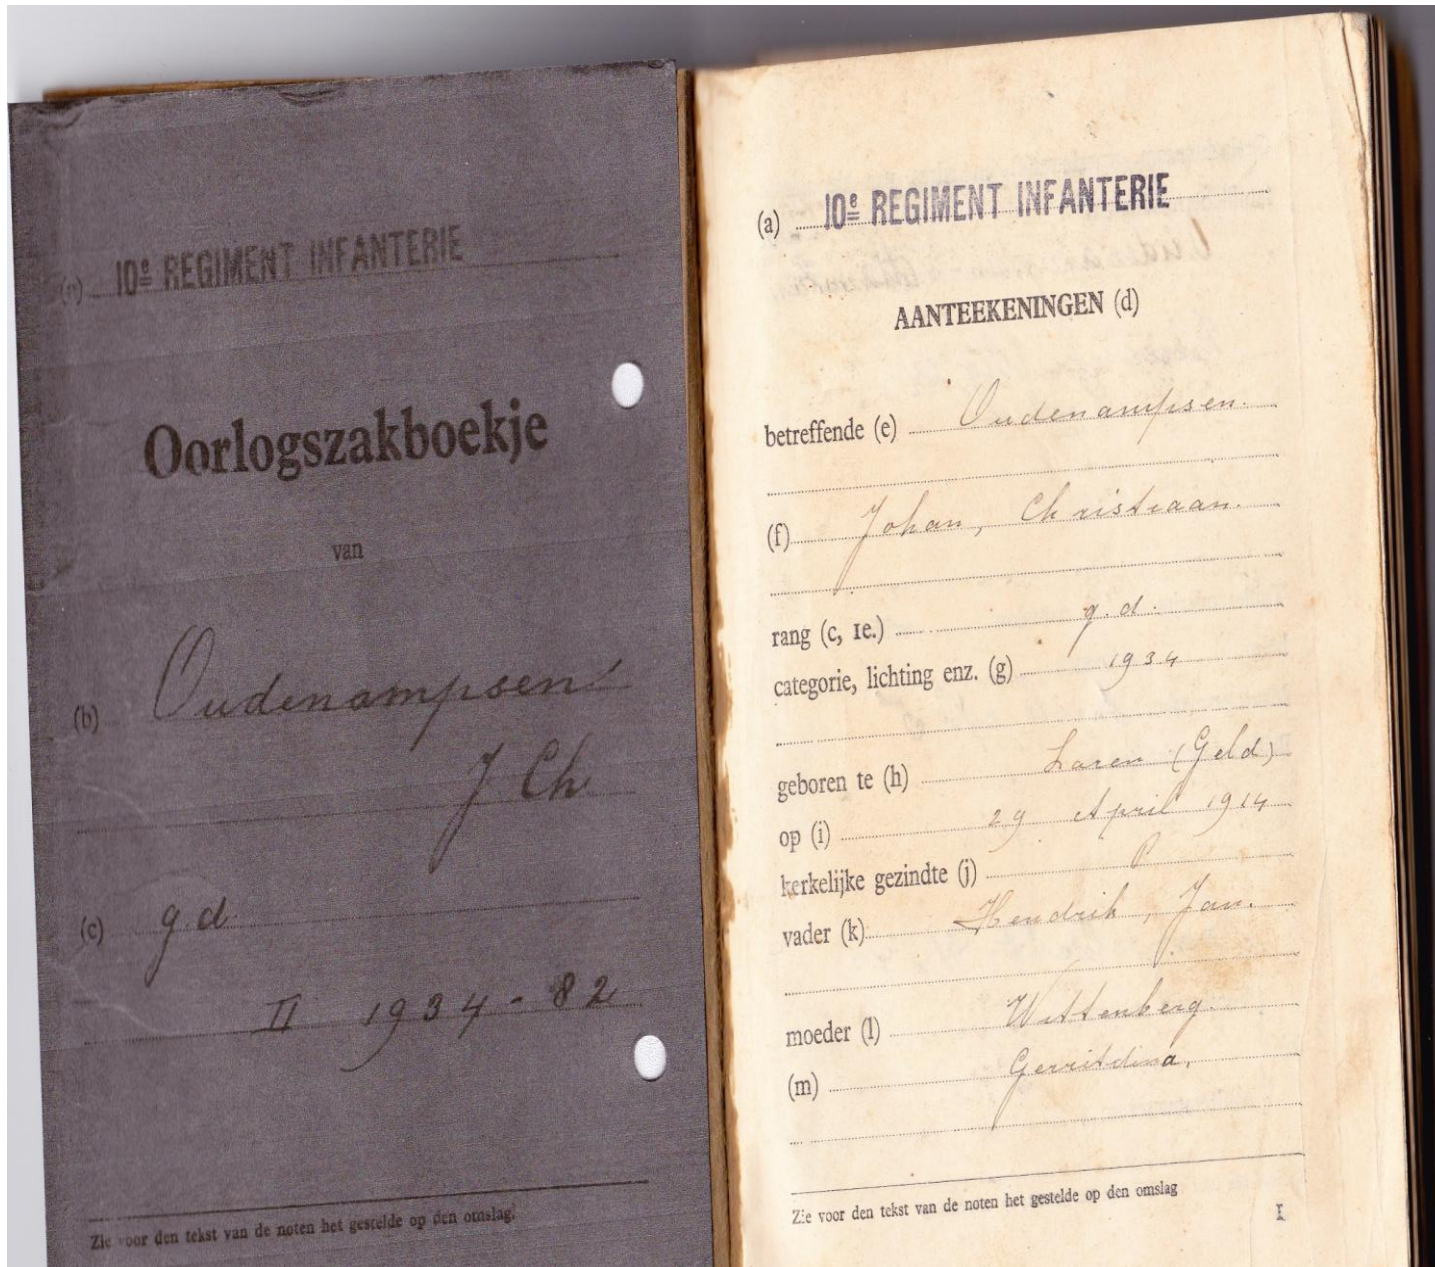 (a) 10e REGIMENT INFANTERIE
Oorlogszakboekje
van
(b) Oudenampsen
J Ch
(c) g.d
II 1934-82
Zie voor den tekst van de noten het gestelde op den omslag.
(a) 10e REGIMENT INFANTERIE
AANTEEKENINGEN (d)
betreffende (e) Oudenampsen.
(f) Johan, Christiaan.
rang (c, 1e.) g.d.
categorie, lichting enz. (g) 1934
geboren te (h) Laren (Geld)
op (i) 29 April 1914
kerkelijke gezindte (j) P
vader (k) Hendrik, Jan.
moeder (l) Wittenberg.
(m) Gerritdina,
Zie voor den tekst van de noten het gestelde op den omslag
I